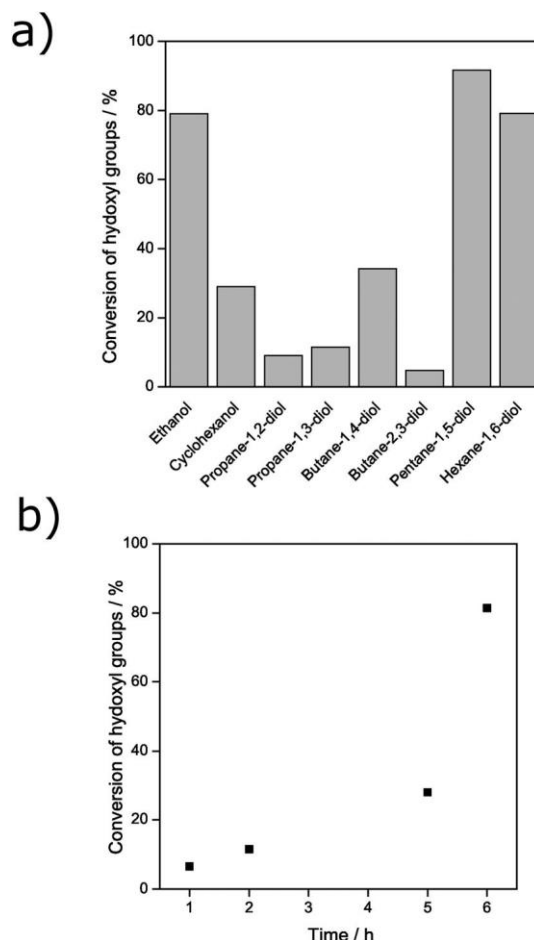 a)
Conversion of hydoxyl groups / %
100
80
60
40
20
0
Ethanol
Cyclohexanol
Propane-1,2-diol
Propane-1,3-diol
Butane-1,4-diol
Butane-2,3-diol
Pentane-1,5-diol
Hexane-1,6-diol
b)
Conversion of hydoxyl groups / %
100
80
60
40
20
0
1 2 3 4 5 6
Time / h